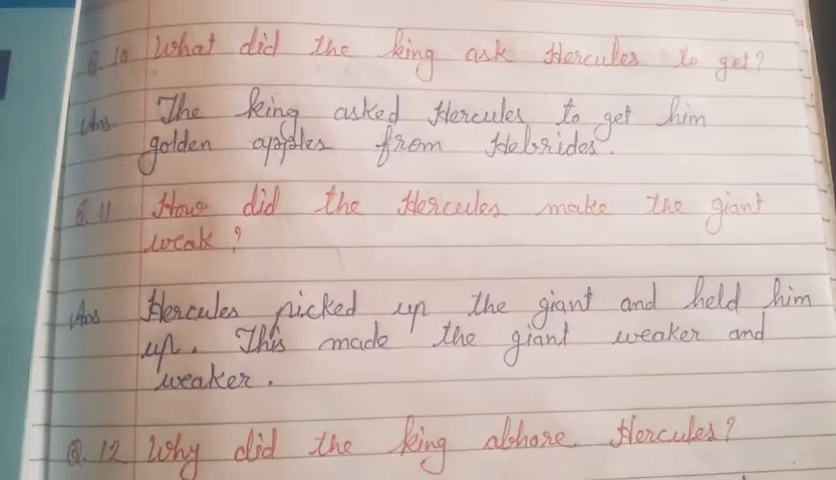 Q.10 What did the king ask Hercules to get?
Ans. The king asked Hercules to get him
golden apples from Hebrides.
Q.11 How did the Hercules make the giant
weak?
Ans Hercules picked up the giant and held him
up. This made the giant weaker and
weaker.
Q.12 Why did the king abhore Hercules?